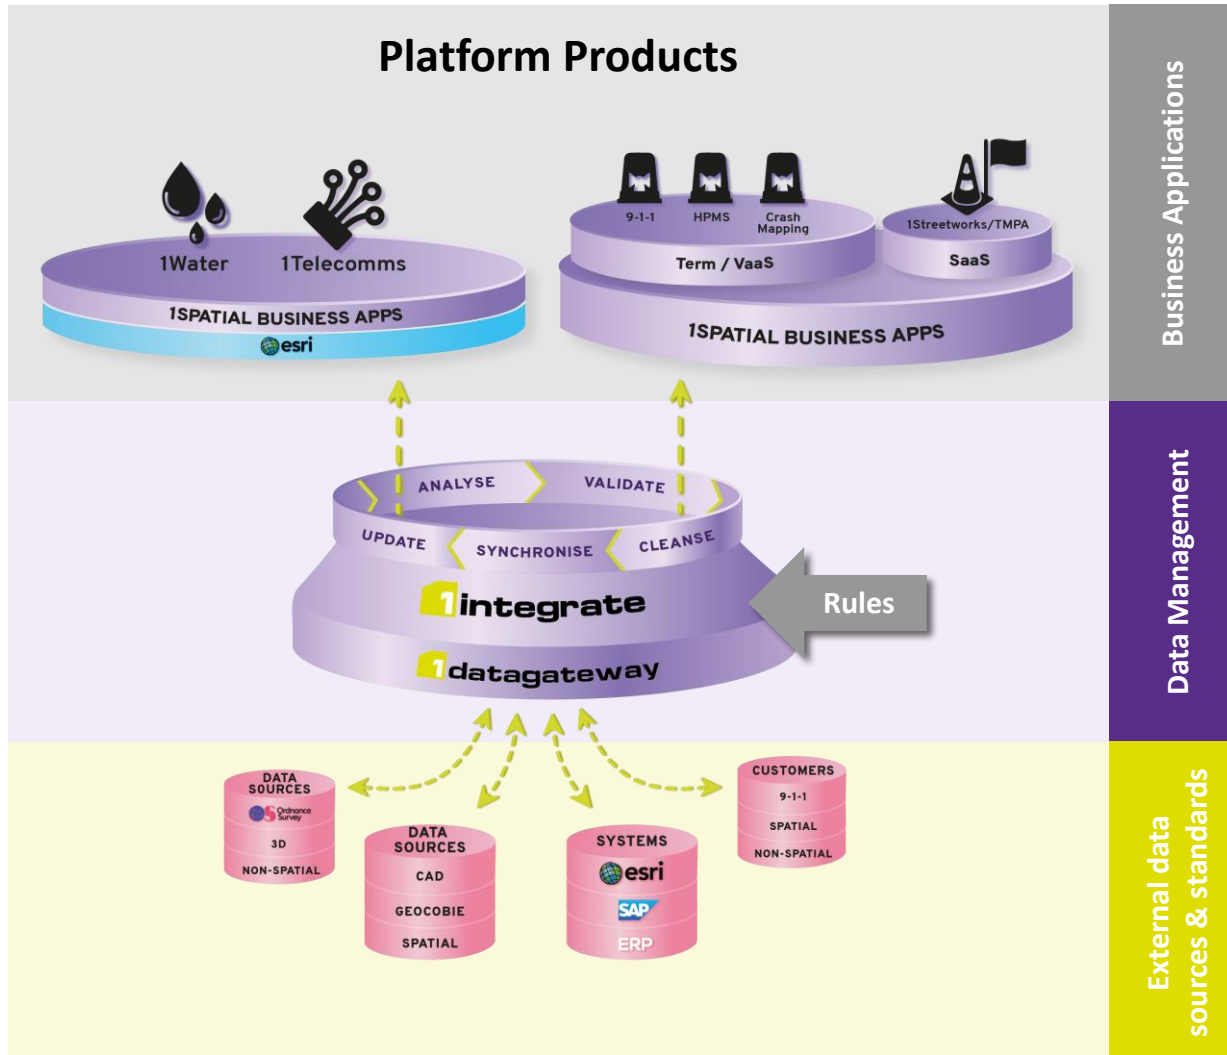 Platform Products
Business Applications
1Water
1Telecomms
1SPATIAL BUSINESS APPS
esri
9-1-1
HPMS
Crash
Mapping
Term / VaaS
1Streetworks/TMPA
SaaS
1SPATIAL BUSINESS APPS
Data Management
ANALYSE
VALIDATE
UPDATE
SYNCHRONISE
CLEANSE
1integrate
Rules
1datagateway
External data
sources & standards
DATA
SOURCES
Ordnance
Survey
3D
NON-SPATIAL
DATA
SOURCES
CAD
GEOCOBIE
SPATIAL
SYSTEMS
esri
SAP
ERP
CUSTOMERS
9-1-1
SPATIAL
NON-SPATIAL